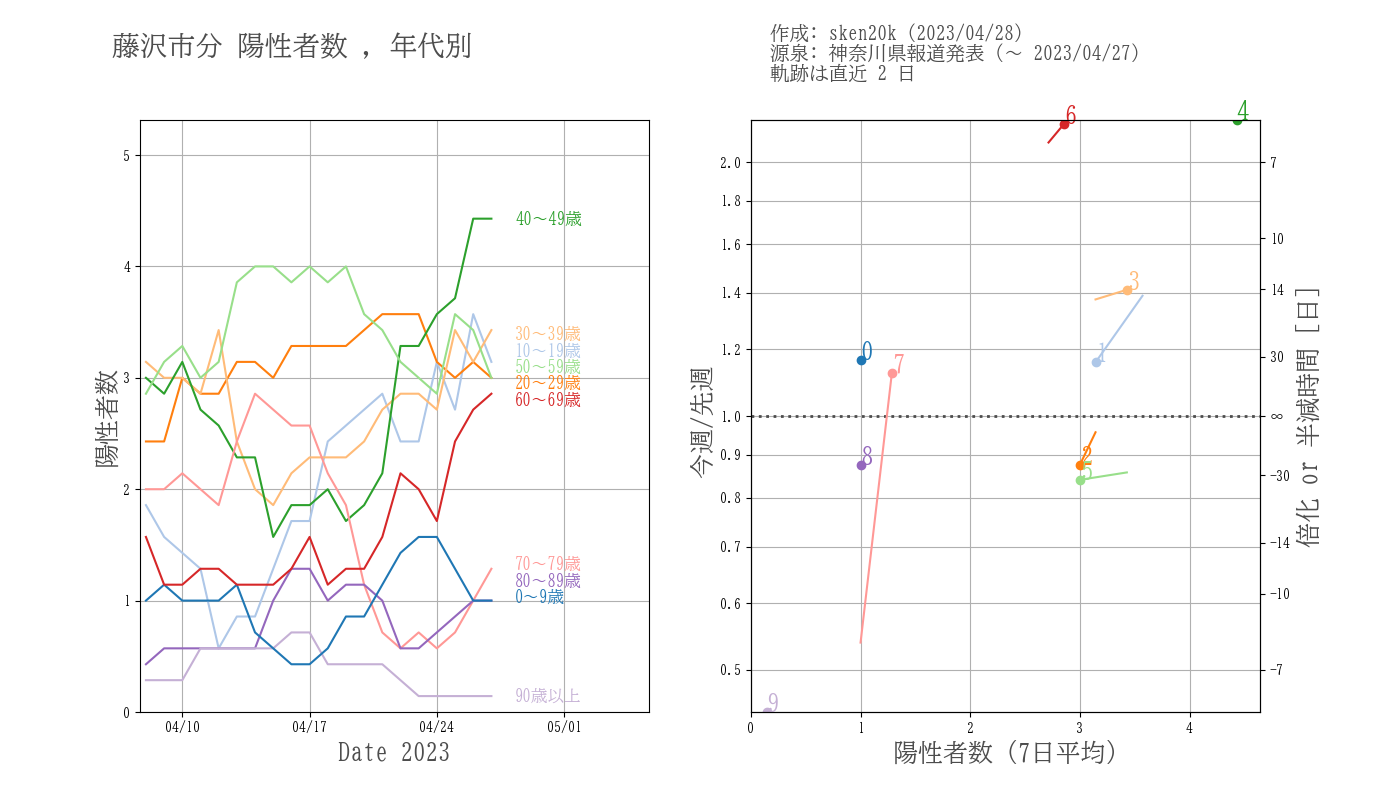 藤沢市分 陽性者数 , 年代別
作成: sken20k (2023/04/28)
源泉: 神奈川県報道発表 (～ 2023/04/27)
軌跡は直近 2 日
陽性者数
5
4
3
2
1
0
04/10
04/17
04/24
05/01
Date 2023
40～49歳
30～39歳
10～19歳
50～59歳
20～29歳
60～69歳
70～79歳
80～89歳
0～9歳
90歳以上
今週/先週
2.0
1.8
1.6
1.4
1.2
1.0
0.9
0.8
0.7
0.6
0.5
6
4
3
1
0
7
8
2
5
9
0
1
2
3
4
陽性者数 (7日平均)
7
10
14
30
∞
−30
−14
−10
−7
倍化 or 半減時間 [日]